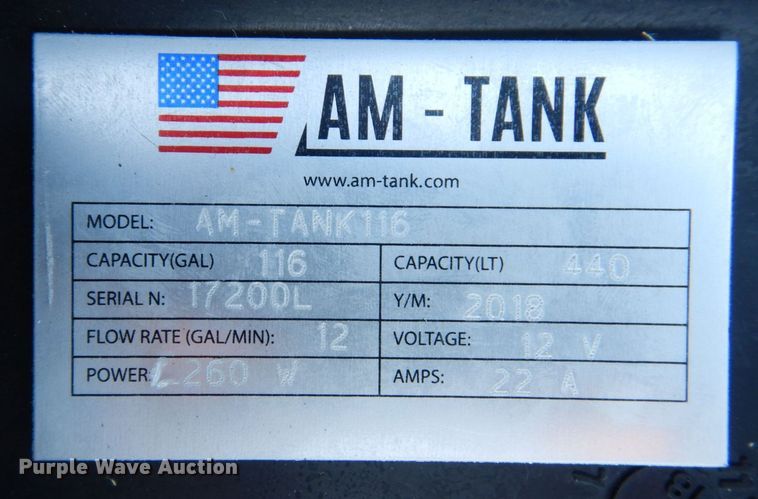 AM - TANK
www.am-tank.com
MODEL: AM-TANK116
CAPACITY(GAL) 116 CAPACITY(LT) 440
SERIAL N: 17200L Y/M: 2018
FLOW RATE (GAL/MIN): 12 VOLTAGE: 12 V
POWER: 260 W AMPS: 22 A
Purple Wave Auction